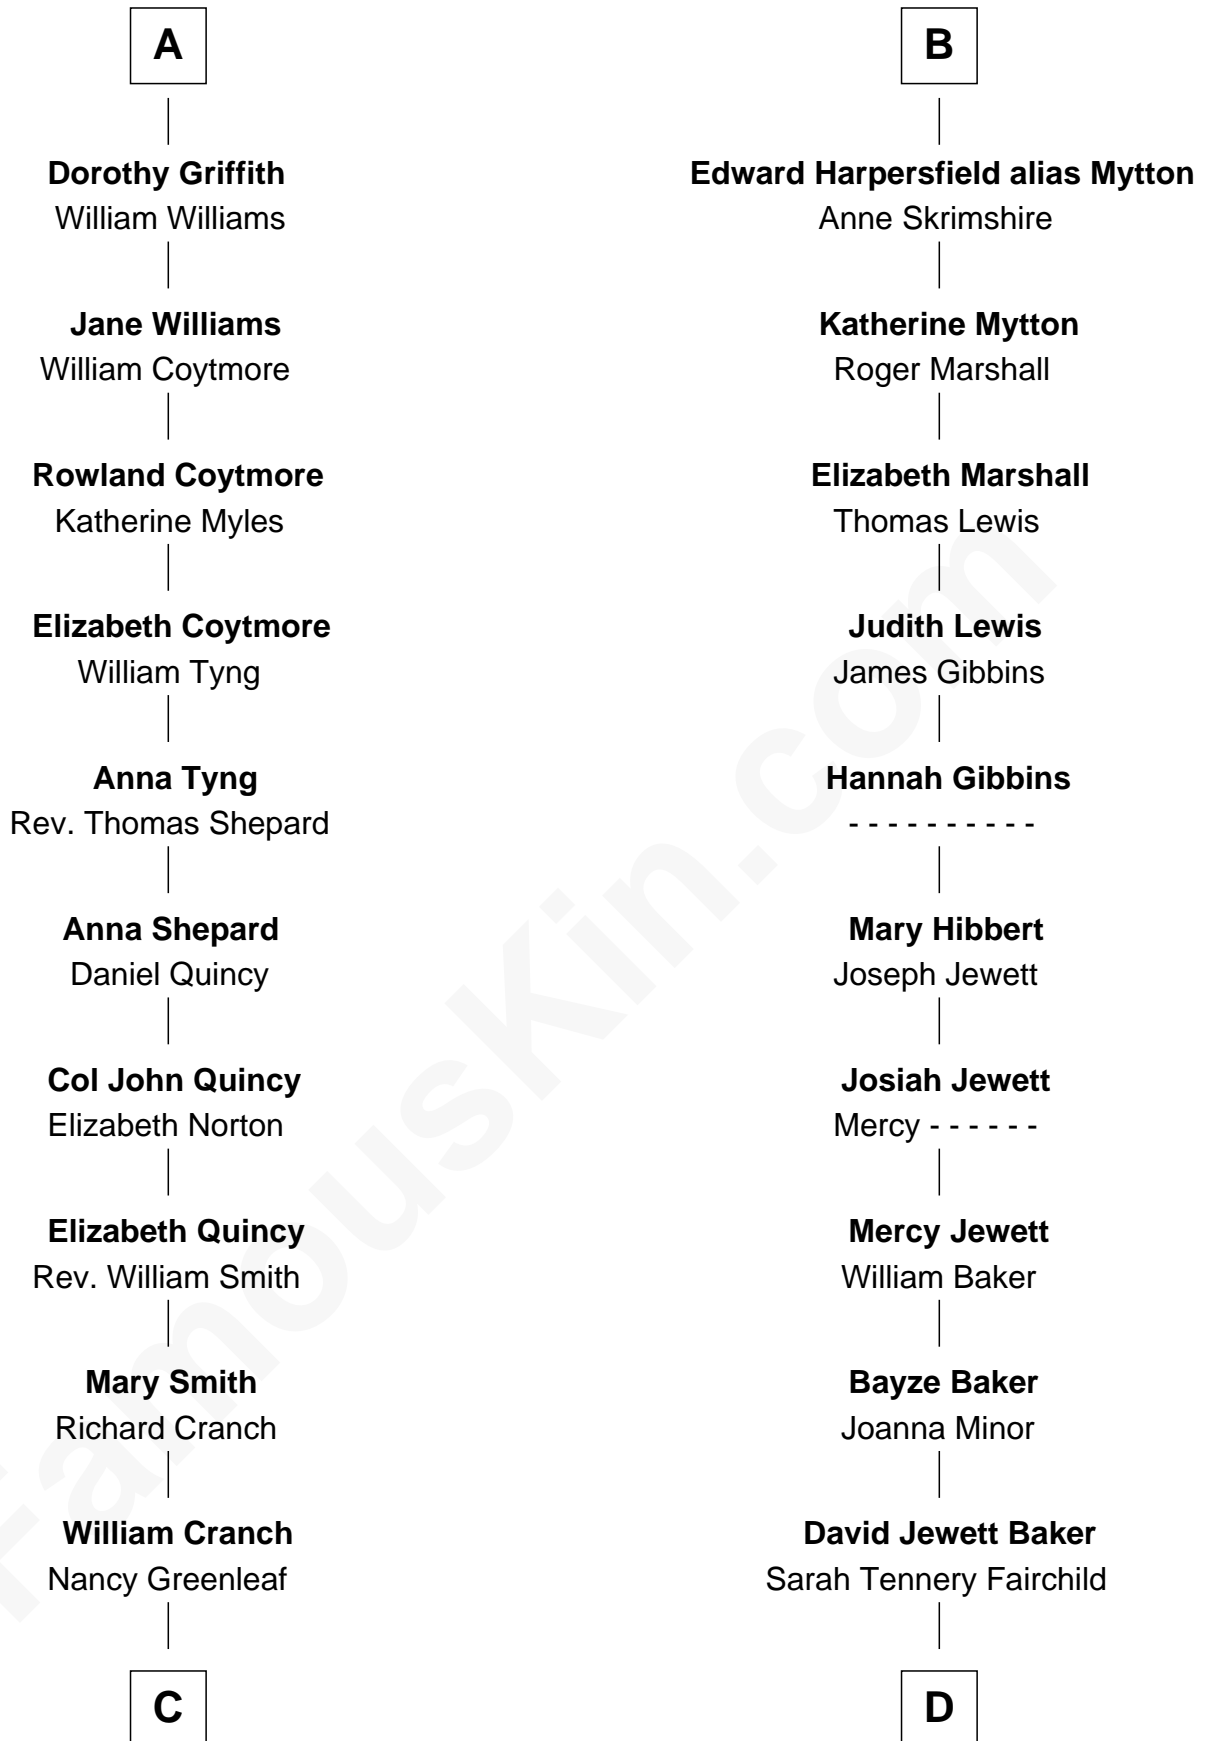 A
Dorothy Griffith
William Williams
Jane Williams
William Coytmore
Rowland Coytmore
Katherine Myles
Elizabeth Coytmore
William Tyng
Anna Tyng
Rev. Thomas Shepard
Anna Shepard
Daniel Quincy
Col John Quincy
Elizabeth Norton
Elizabeth Quincy
Rev. William Smith
Mary Smith
Richard Cranch
William Cranch
Nancy Greenleaf
C
B
Edward Harpersfield alias Mytton
Anne Skrimshire
Katherine Mytton
Roger Marshall
Elizabeth Marshall
Thomas Lewis
Judith Lewis
James Gibbins
Hannah Gibbins
- - - - - - - - - -
Mary Hibbert
Joseph Jewett
Josiah Jewett
Mercy - - - - - -
Mercy Jewett
William Baker
Bayze Baker
Joanna Minor
David Jewett Baker
Sarah Tennery Fairchild
D
FamousKin.com